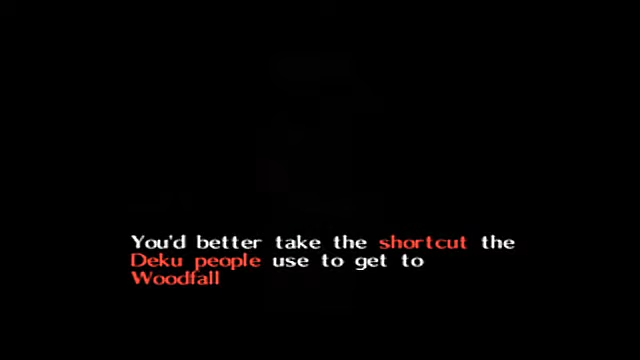 You'd better take the shortcut the
Deku people use to get to
Woodfall